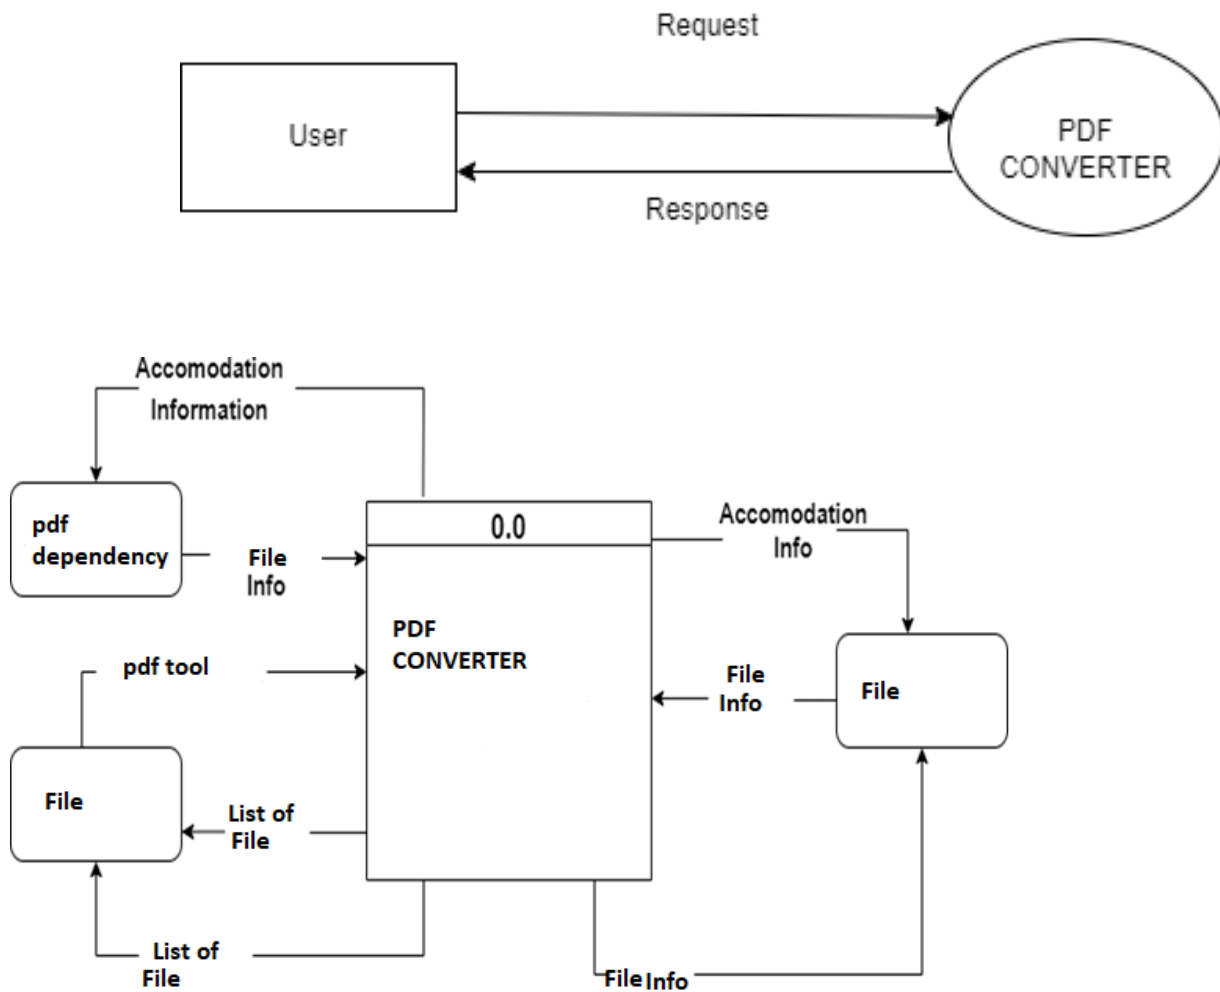 Request
User
PDF
CONVERTER
Response
Accomodation
Information
pdf
dependency
File
Info
0.0
Accomodation
Info
PDF
CONVERTER
pdf tool
File
Info
File
File
List of
File
List of
File
File Info